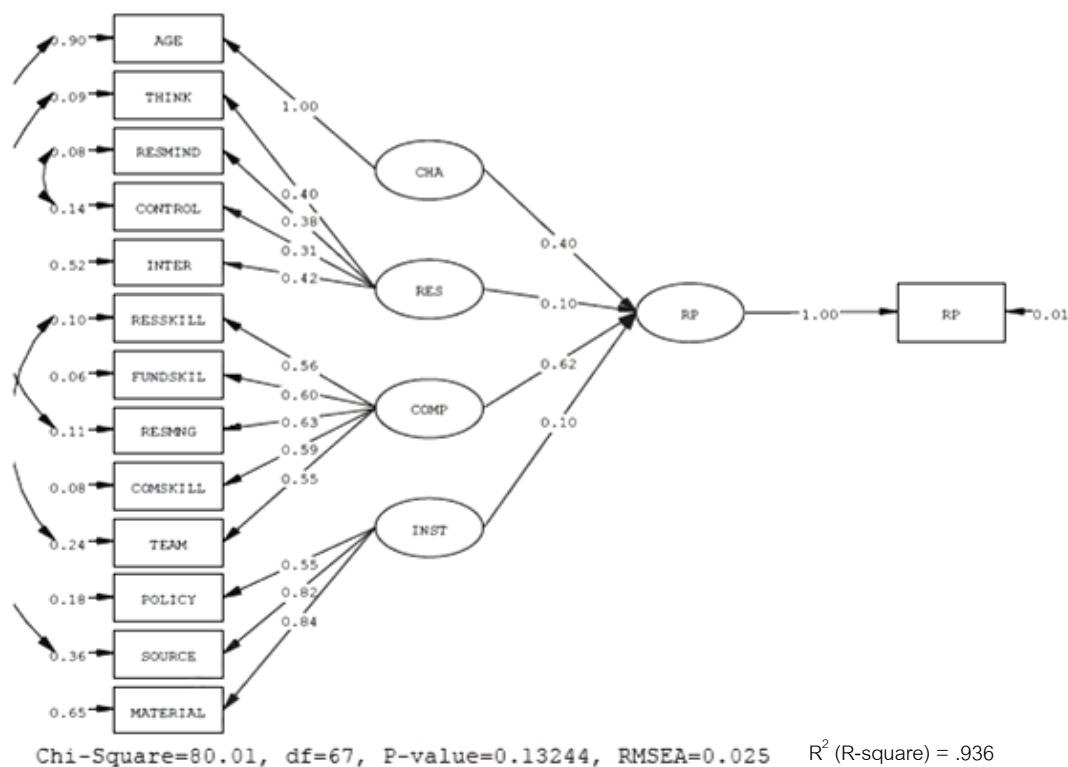 0.90 AGE
0.09 THINK
1.00
0.08 RESMIND
CHA
0.40
0.14 CONTROL
0.38
0.31
0.40
0.52 INTER
0.42
RES
0.10
RP
1.00
RP
0.01
0.10 RESSKILL
0.56
0.62
0.06 FUNDSKIL
0.60
COMP
0.63
0.10
0.11 RESMNG
0.59
0.08 COMSKILL
0.55
INST
0.24 TEAM
0.55
0.18 POLICY
0.82
0.84
0.36 SOURCE
0.65 MATERIAL
Chi-Square=80.01, df=67, P-value=0.13244, RMSEA=0.025 R² (R-square) = .936